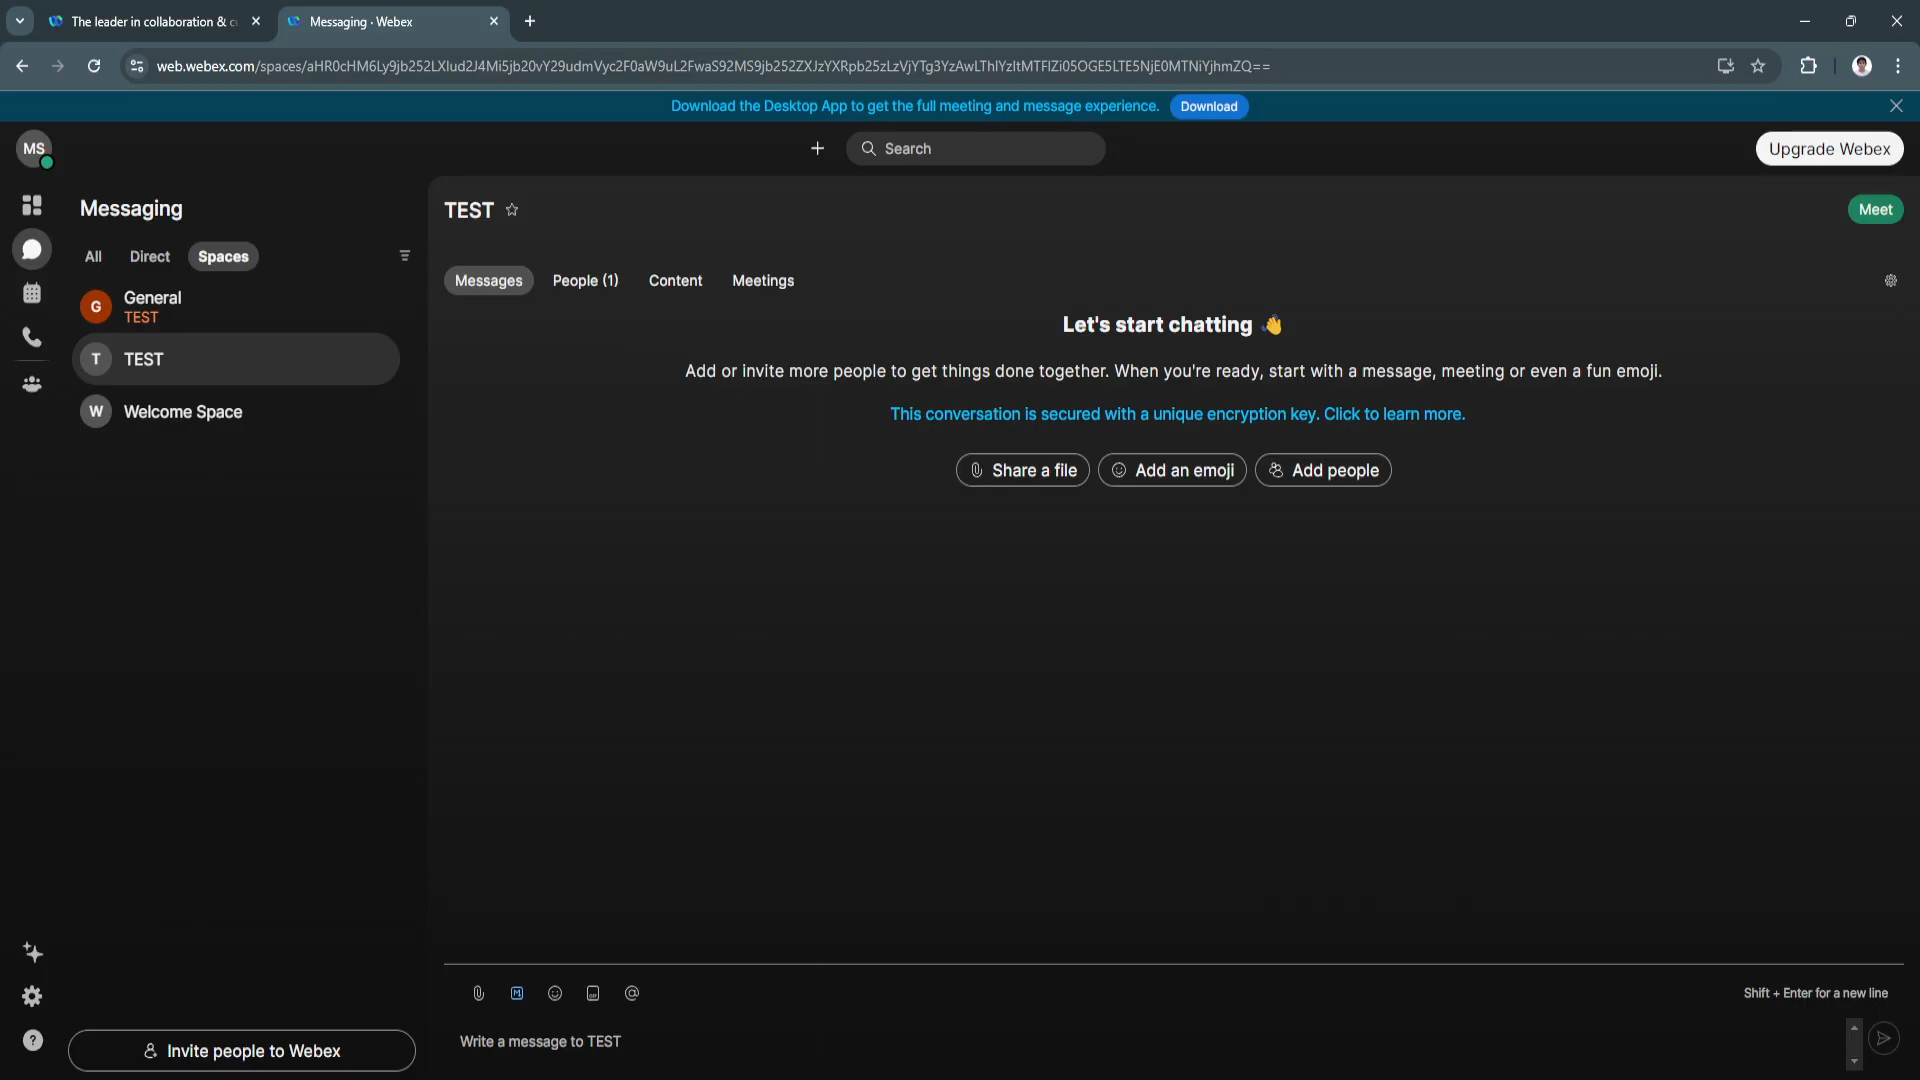 The leader in collaboration & c
Messaging · Webex
Download the Desktop App to get the full meeting and message experience.
Download
MS
Search
Upgrade Webex
Messaging
All
Direct
Spaces
G
General
TEST
T
TEST
W
Welcome Space
Invite people to Webex
TEST
Meet
Messages
People (1)
Content
Meetings
Let's start chatting 👋
Add or invite more people to get things done together. When you're ready, start with a message, meeting or even a fun emoji.
This conversation is secured with a unique encryption key. Click to learn more.
Share a file
Add an emoji
Add people
Shift + Enter for a new line
Write a message to TEST